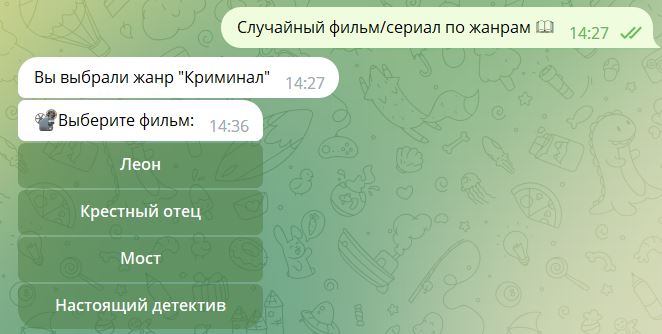 Случайный фильм/сериал по жанрам 14:27
Вы выбрали жанр "Криминал" 14:27
Выберите фильм: 14:36
Леон
Крестный отец
Мост
Настоящий детектив